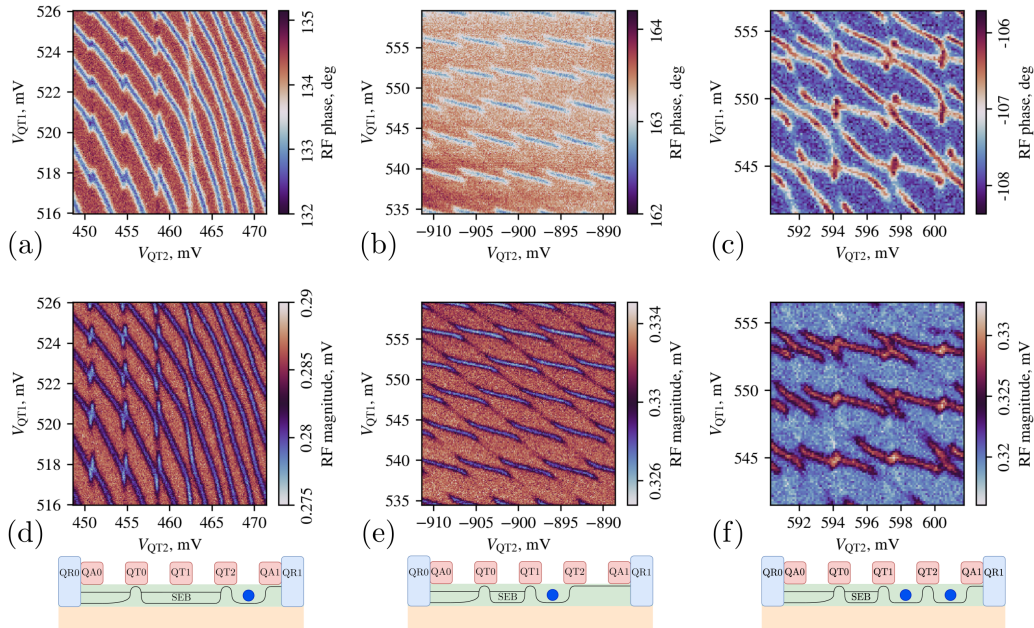 526
524
522
520
518
516
V_QT1, mV
450 455 460 465 470
V_QT2, mV
(a)
135
134
133
132
RF phase, deg
555
550
545
540
535
V_QT1, mV
−910 −905 −900 −895 −890
V_QT2, mV
(b)
164
163
162
RF phase, deg
555
550
545
V_QT1, mV
592 594 596 598 600
V_QT2, mV
(c)
-106
-107
-108
RF phase, deg
526
524
522
520
518
516
V_QT1, mV
450 455 460 465 470
V_QT2, mV
(d)
0.29
0.285
0.28
0.275
RF magnitude, mV
555
550
545
540
535
V_QT1, mV
−910 −905 −900 −895 −890
V_QT2, mV
(e)
0.334
0.33
0.326
RF magnitude, mV
555
550
545
V_QT1, mV
592 594 596 598 600
V_QT2, mV
(f)
0.33
0.325
0.32
RF magnitude, mV
QR0 QA0 QT0 QT1 QT2 QA1 QR1
SEB
QR0 QA0 QT0 QT1 QT2 QA1 QR1
SEB
QR0 QA0 QT0 QT1 QT2 QA1 QR1
SEB